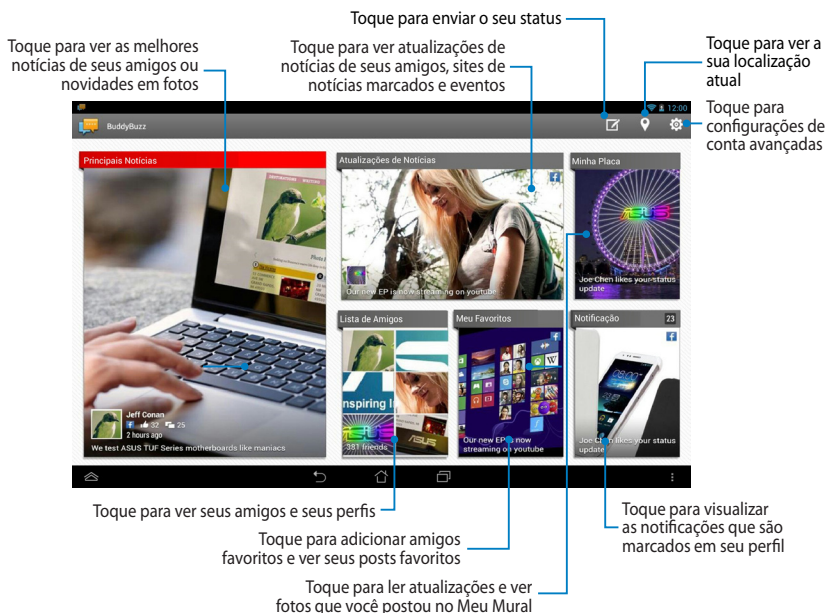 Toque para enviar o seu status
Toque para ver as melhores
notícias de seus amigos ou
novidades em fotos
Toque para ver atualizações de
notícias de seus amigos, sites de
notícias marcados e eventos
Toque para ver a
sua localização
atual
Toque para
configurações de
conta avançadas
12:00
BuddyBuzz
Principais Notícias
Jeff Conan
32 25
2 hours ago
We test ASUS TUF Series motherboards like maniacs
Atualizações de Notícias
Our new EP is now streaming on youtube
Minha Placa
ASUS
Joe Chen likes your status
update
Lista de Amigos
nspiring
ASUS
381 friends
Meu Favoritos
Our new EP is now
streaming on youtube
Notificação 23
Joe Chen likes your status
update
Toque para ver seus amigos e seus perfis
Toque para adicionar amigos
favoritos e ver seus posts favoritos
Toque para ler atualizações e ver
fotos que você postou no Meu Mural
Toque para visualizar
as notificações que são
marcados em seu perfil